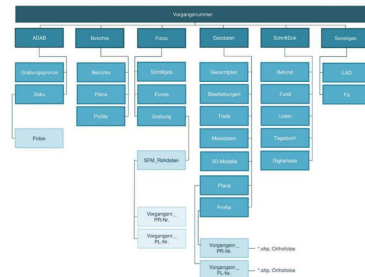 Vorgangsnummer
ADAB
Berichte
Fotos
Geodaten
SchriftDok
Sonstiges
Grabungsgrenze
Doku
Fotos
Berichte
Pläne
Profile
Sonstiges
Funde
Grabung
SFM_Rohdaten
Vorgangsnr._
PR-Nr.
Vorgangsnr._
PL-Nr.
Gesamtplan
Bearbeitungen
Tools
Messdaten
3D-Modelle
Pläne
Profile
Vorgangsnr._
PR-Nr.
*.shp, Orthofotos
Vorgangsnr._
PL-Nr.
*.shp, Orthofotos
Befund
Fund
Listen
Tagebuch
Digitalisate
LAD
Fa.